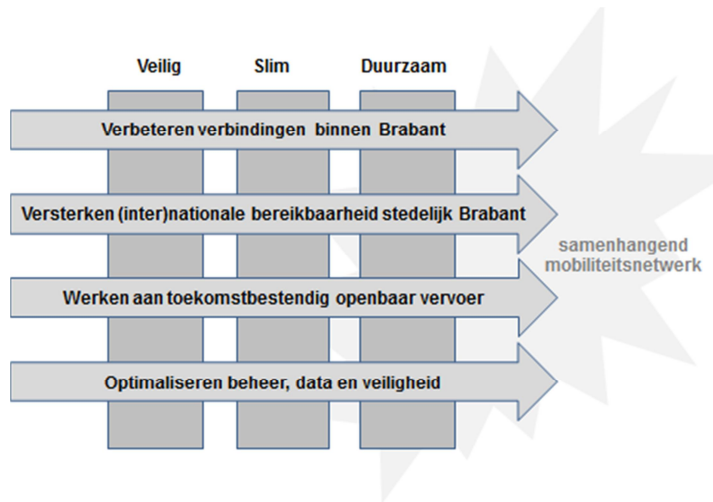 Veilig Slim Duurzaam
Verbeteren verbindingen binnen Brabant
Versterken (inter)nationale bereikbaarheid stedelijk Brabant
samenhangend
mobiliteitsnetwerk
Werken aan toekomstbestendig openbaar vervoer
Optimaliseren beheer, data en veiligheid